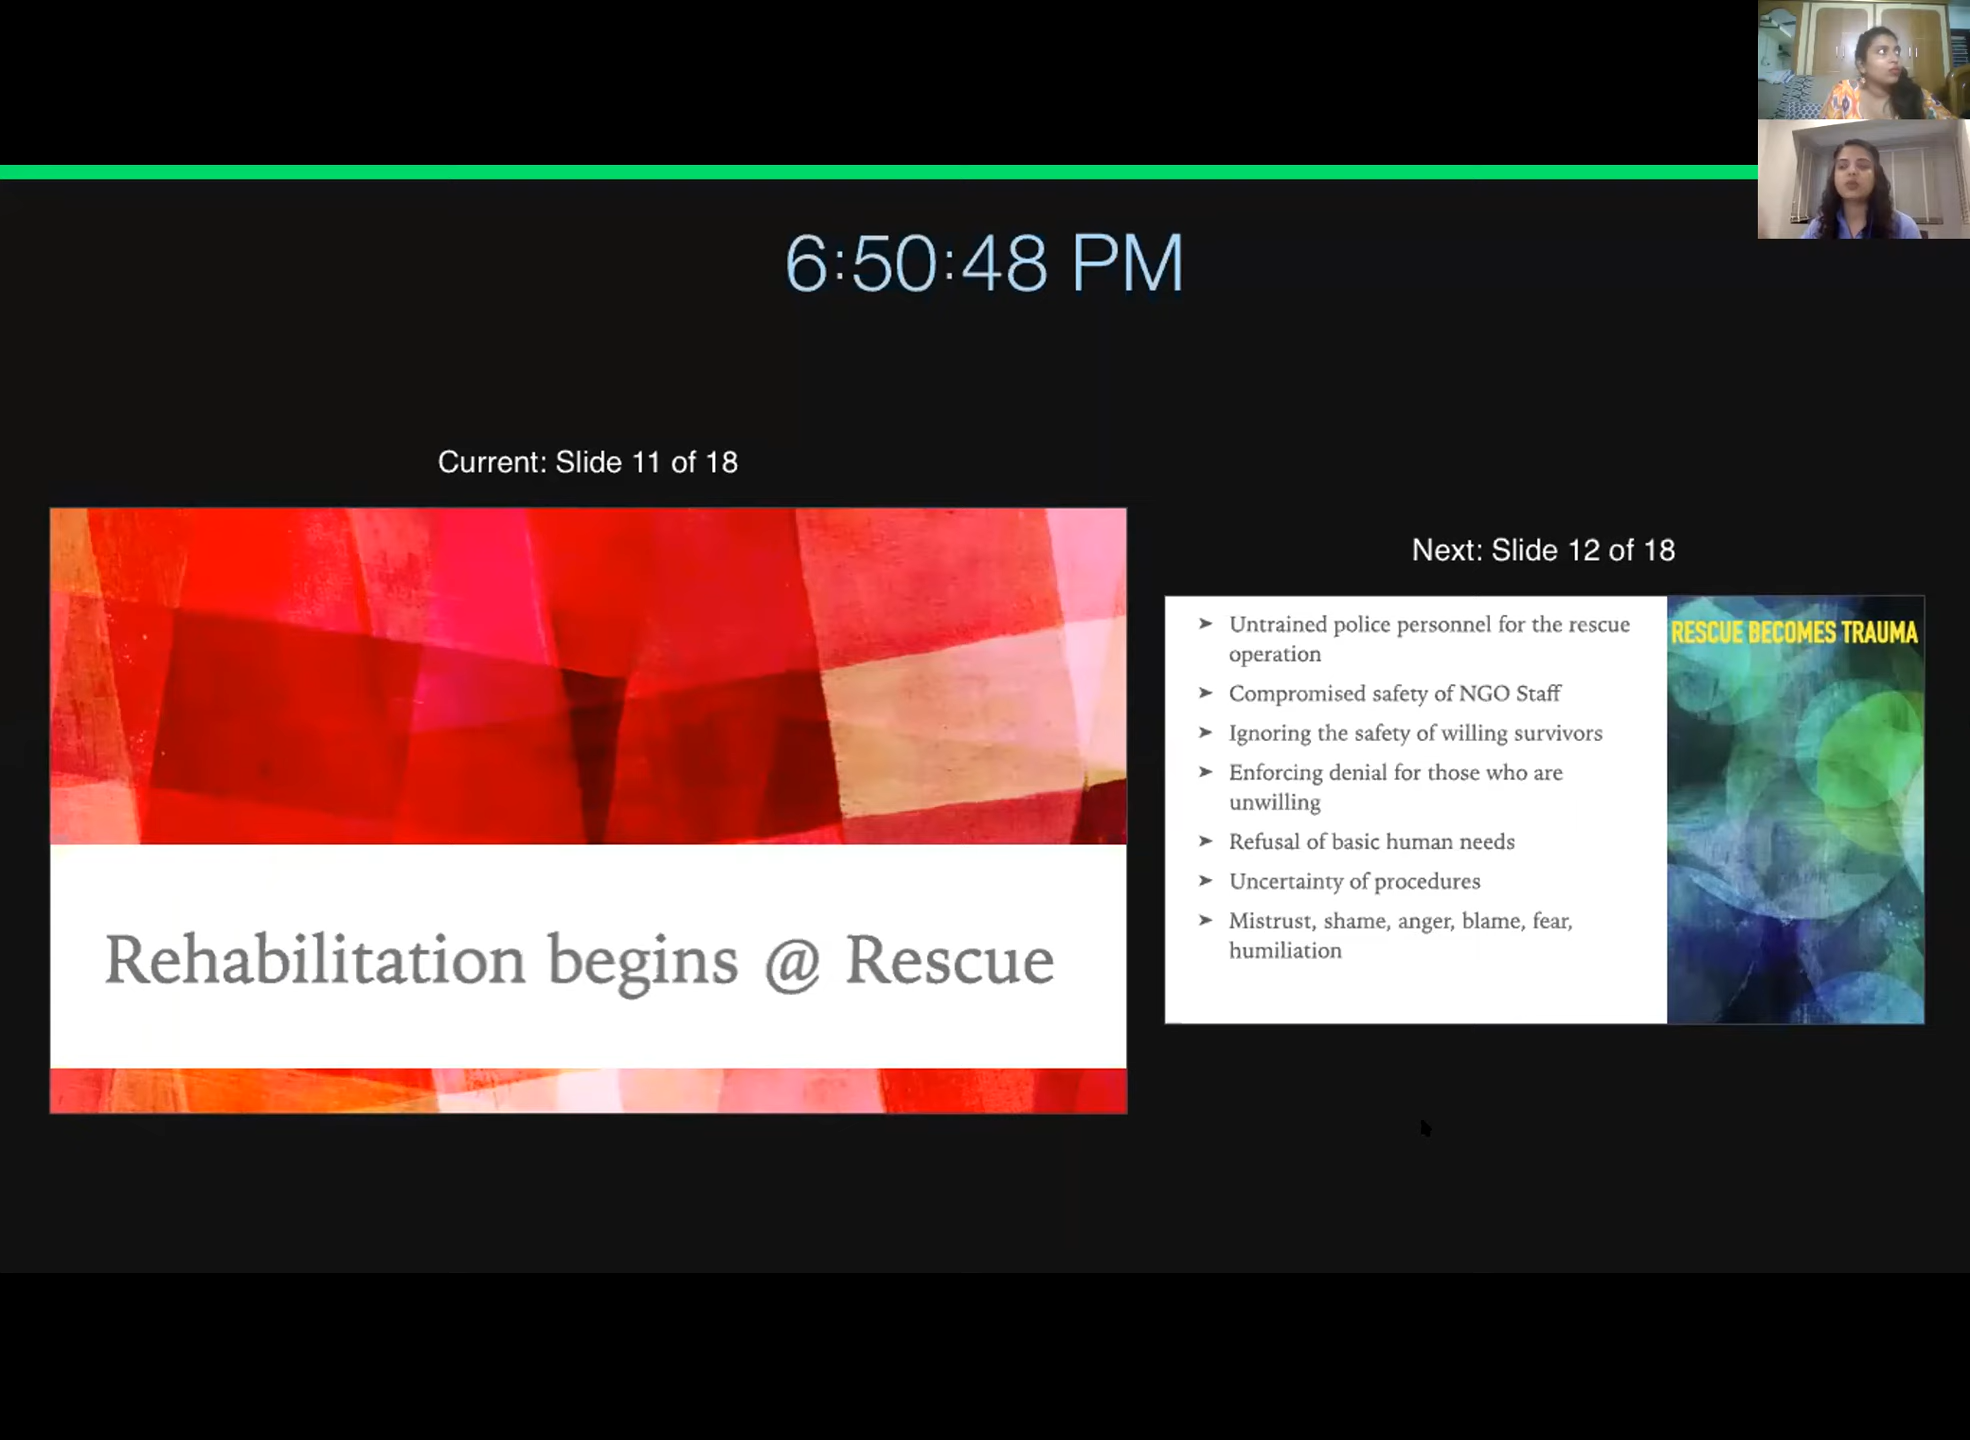 6:50:48 PM
Current: Slide 11 of 18
Rehabilitation begins @ Rescue
Next: Slide 12 of 18
➤ Untrained police personnel for the rescue
operation
➤ Compromised safety of NGO Staff
➤ Ignoring the safety of willing survivors
➤ Enforcing denial for those who are
unwilling
➤ Refusal of basic human needs
➤ Uncertainty of procedures
➤ Mistrust, shame, anger, blame, fear,
humiliation
RESCUE BECOMES TRAUMA